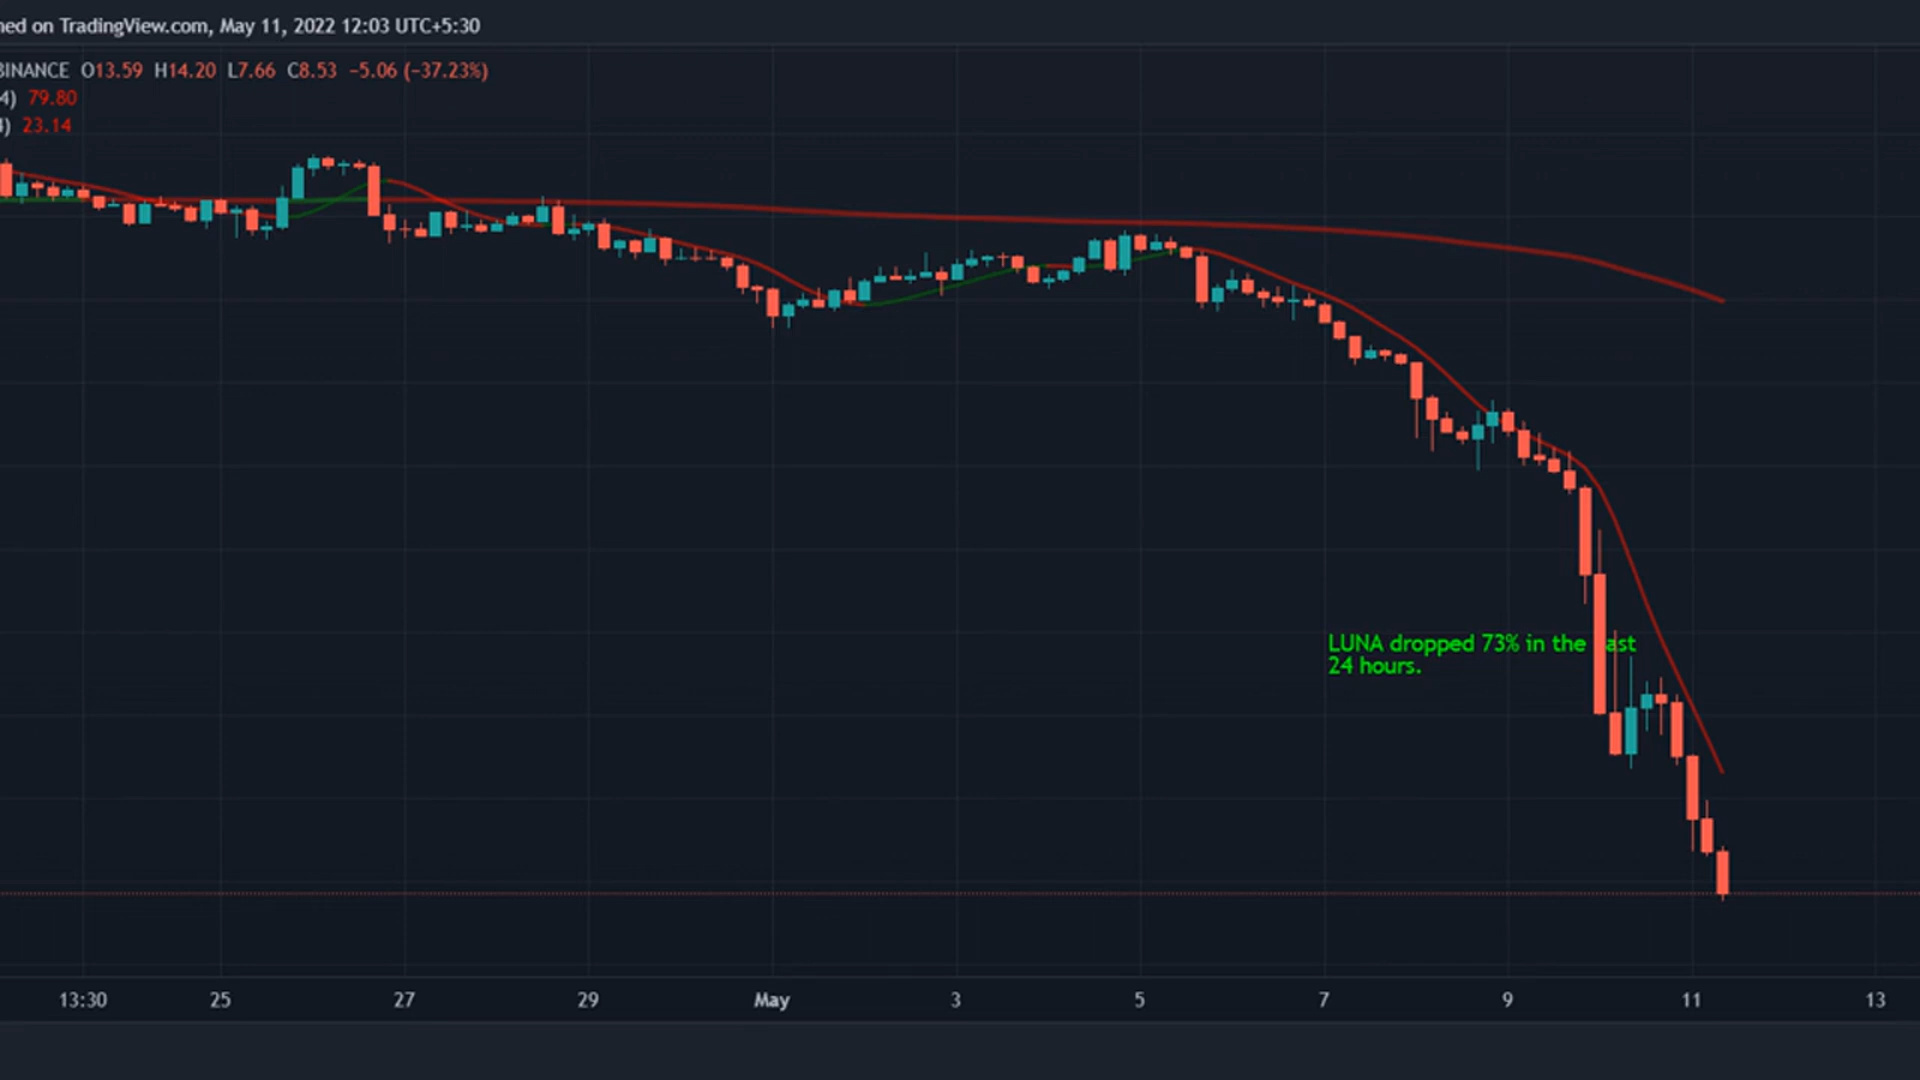 on TradingView.com, May 11, 2022 12:03 UTC+5:30
BINANCE O13.59 H14.20 L7.66 C8.53 −5.06 (−37.23%)
4) 79.80
) 23.14
LUNA dropped 73% in the last
24 hours.
13:30 25 27 29 May 3 5 7 9 11 13